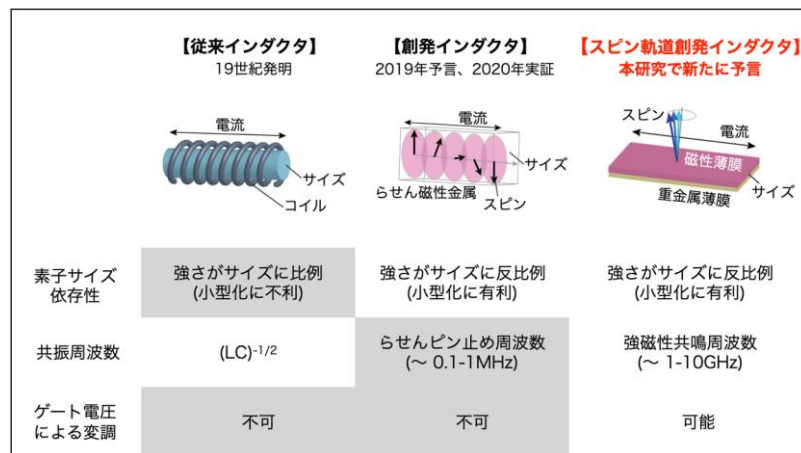 【従来インダクタ】
19世紀発明
【創発インダクタ】
2019年予言、2020年実証
【スピン軌道創発インダクタ】
本研究で新たに予言
電流
サイズ
コイル
電流
サイズ
らせん磁性金属
スピン
スピン
電流
磁性薄膜
サイズ
重金属薄膜
素子サイズ
依存性
強さがサイズに比例
(小型化に不利)
強さがサイズに反比例
(小型化に有利)
強さがサイズに反比例
(小型化に有利)
共振周波数
(LC)-1/2
らせんピン止め周波数
(〜 0.1-1MHz)
強磁性共鳴周波数
(〜 1-10GHz)
ゲート電圧
による変調
不可
不可
可能